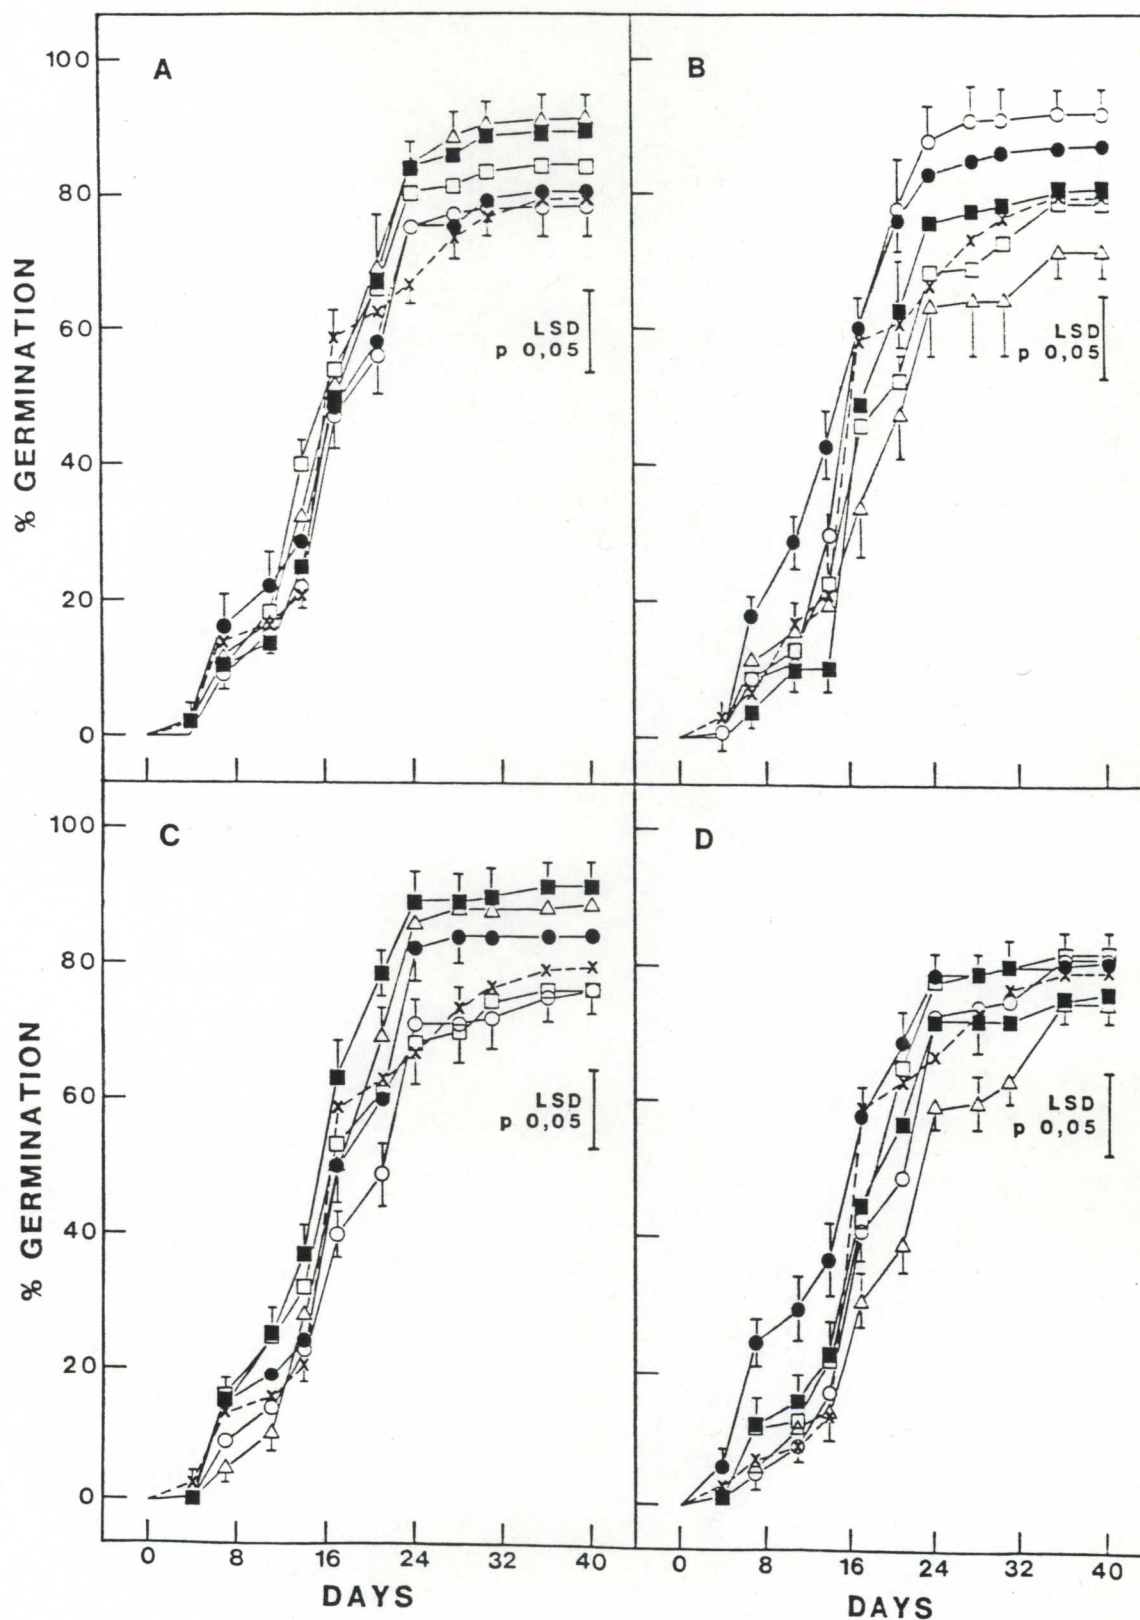 A
B
100
80
60
40
20
0
% GERMINATION
LSD
p 0,05
LSD
p 0,05
C
D
100
80
60
40
20
0
% GERMINATION
LSD
p 0,05
LSD
p 0,05
0 8 16 24 32 40
0 8 16 24 32 40
DAYS
DAYS